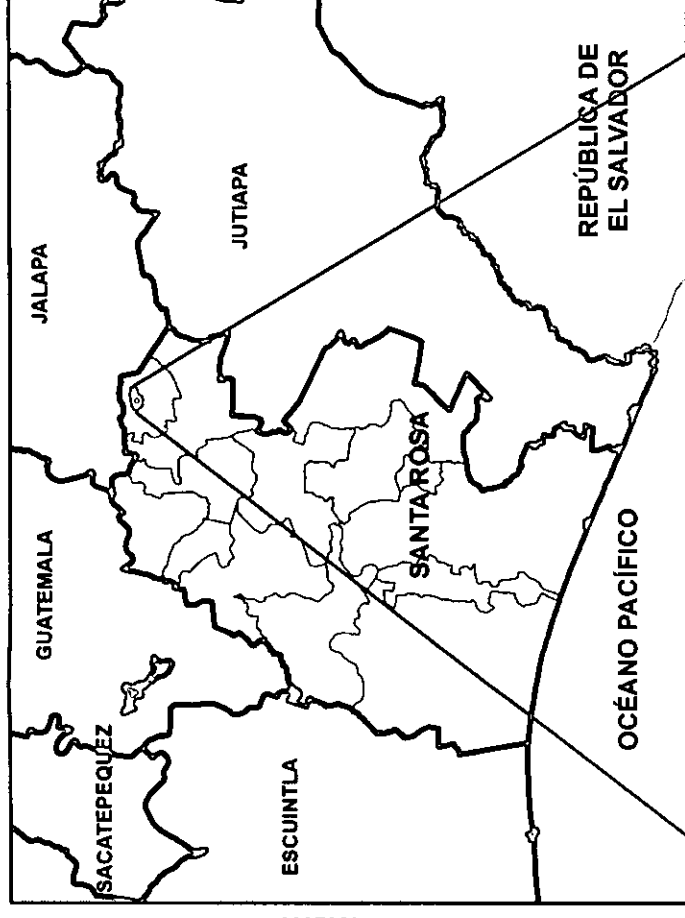 GUATEMALA
JALAPA
SACATEPEQUEZ
JUTIAPA
ESCUINTLA
SANTA ROSA
REPÚBLICA DE
EL SALVADOR
OCÉANO PACÍFICO